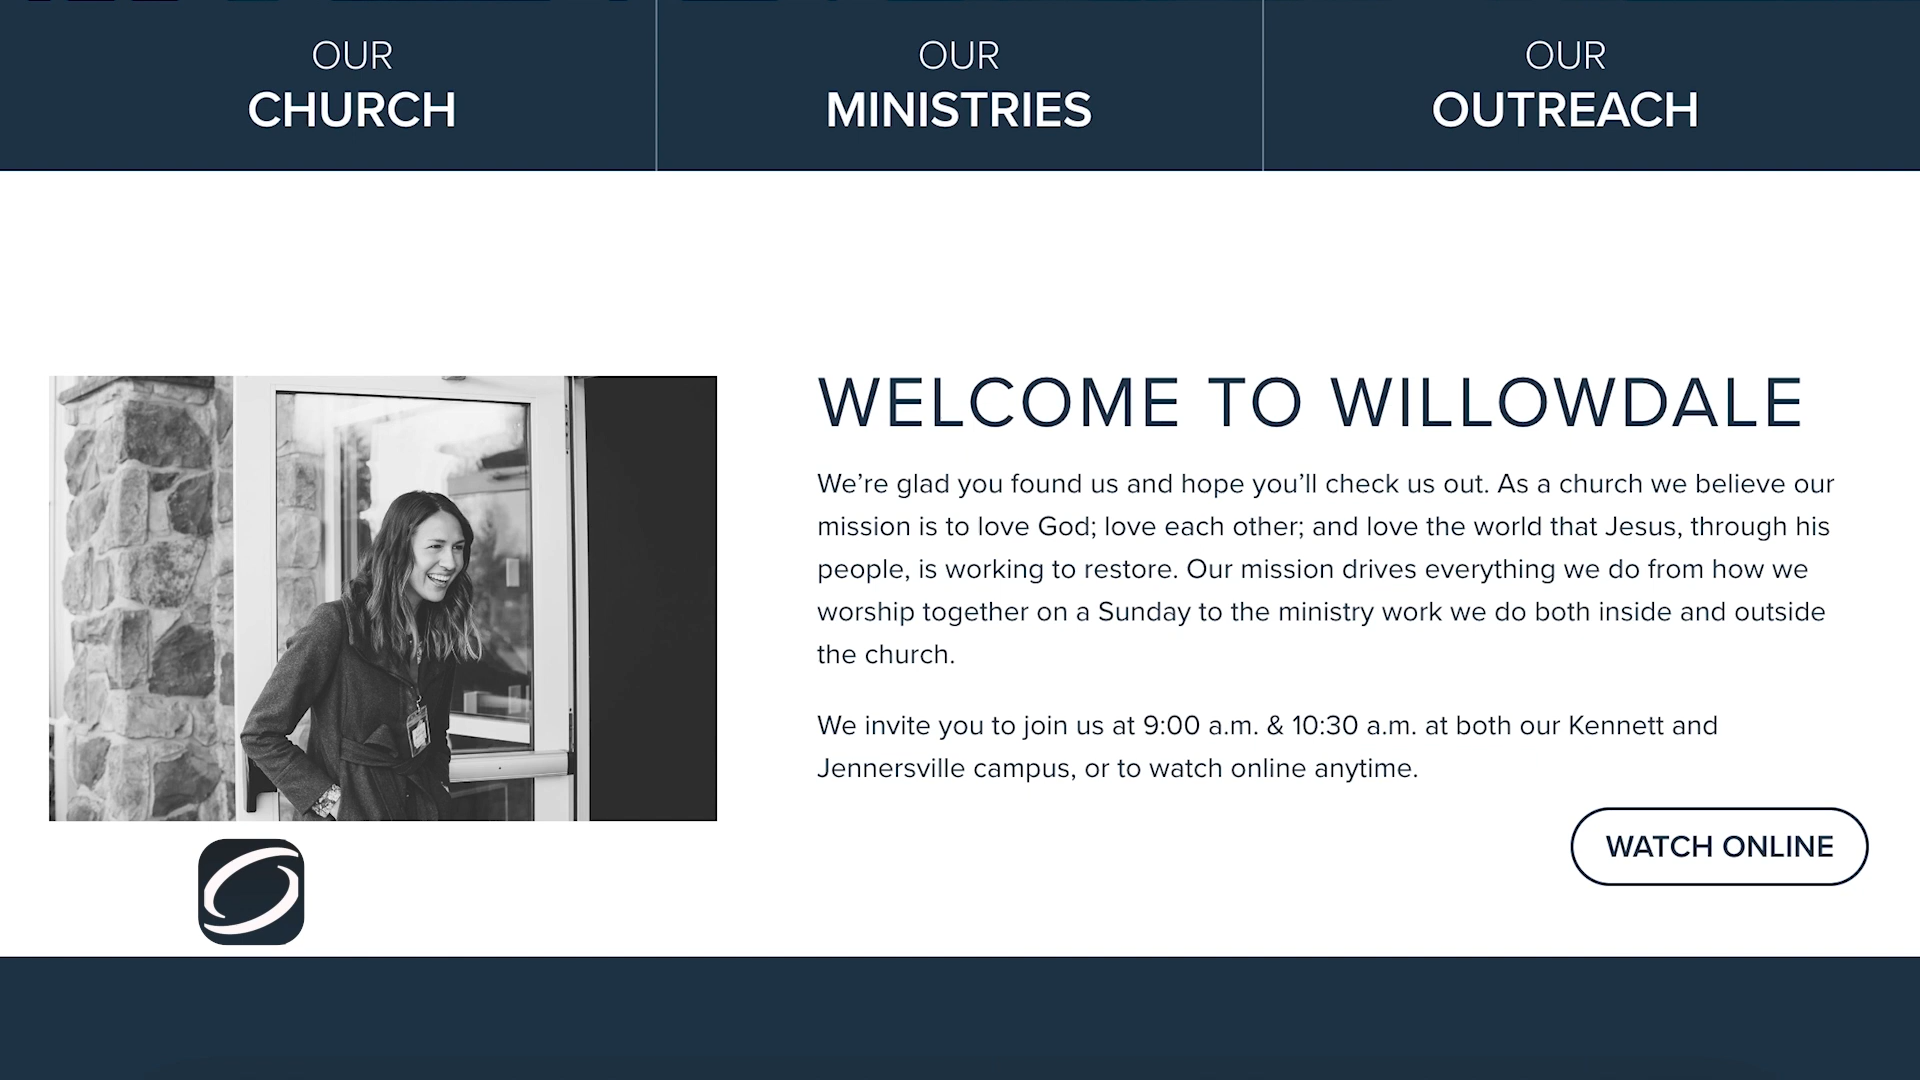 OUR
CHURCH
OUR
MINISTRIES
OUR
OUTREACH
WELCOME TO WILLOWDALE
We’re glad you found us and hope you’ll check us out. As a church we believe our
mission is to love God; love each other; and love the world that Jesus, through his
people, is working to restore. Our mission drives everything we do from how we
worship together on a Sunday to the ministry work we do both inside and outside
the church.
We invite you to join us at 9:00 a.m. & 10:30 a.m. at both our Kennett and
Jennersville campus, or to watch online anytime.
WATCH ONLINE